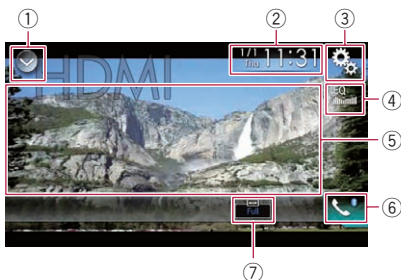 ① ② ③
1/1
Thu
11:31
HDMI
EQ
④
⑤
⑥
Full
⑦